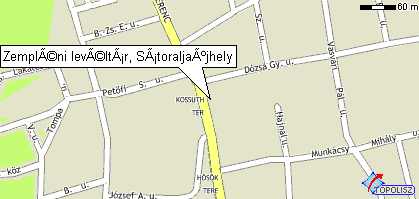 B.-Zs. E. u.
RENC
Sz.
u.
60 m
Vasvári
Pál
u.
ZemplÃ©ni levÃ©ltÃ¡r, SÃ¡toraljaÃºjhely
Dózsa Gy. u.
Petőfi S. u.
KOSSUTH
TÉR
Tompa
u.
Hajnal u.
Mihály u.
Munkácsy
köz
HŐSÖK
TERE
B. u.
József A. u.
TOPOLISZ